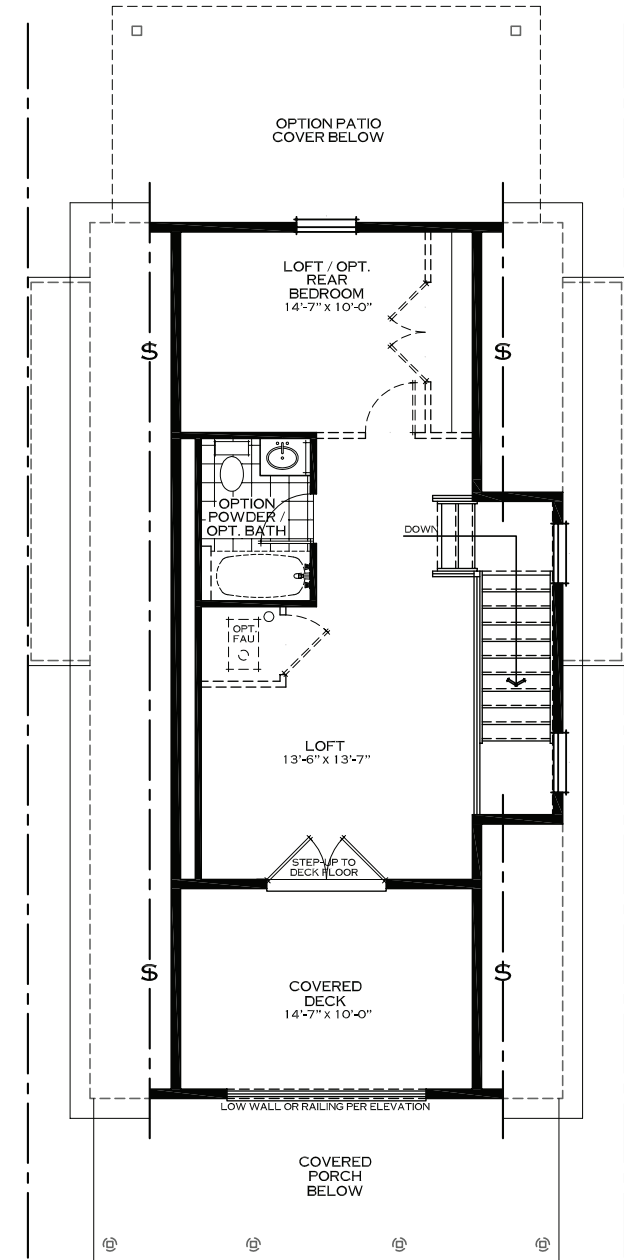 OPTION PATIO
COVER BELOW
LOFT / OPT.
REAR
BEDROOM
14'-7" x 10'-0"
S
S
OPTION
POWDER /
OPT. BATH
DOWN
OPT.
FAU
LOFT
13'-6" x 13'-7"
STEP-UP TO
DECK FLOOR
S
S
COVERED
DECK
14'-7" x 10'-0"
LOW WALL OR RAILING PER ELEVATION
COVERED
PORCH
BELOW